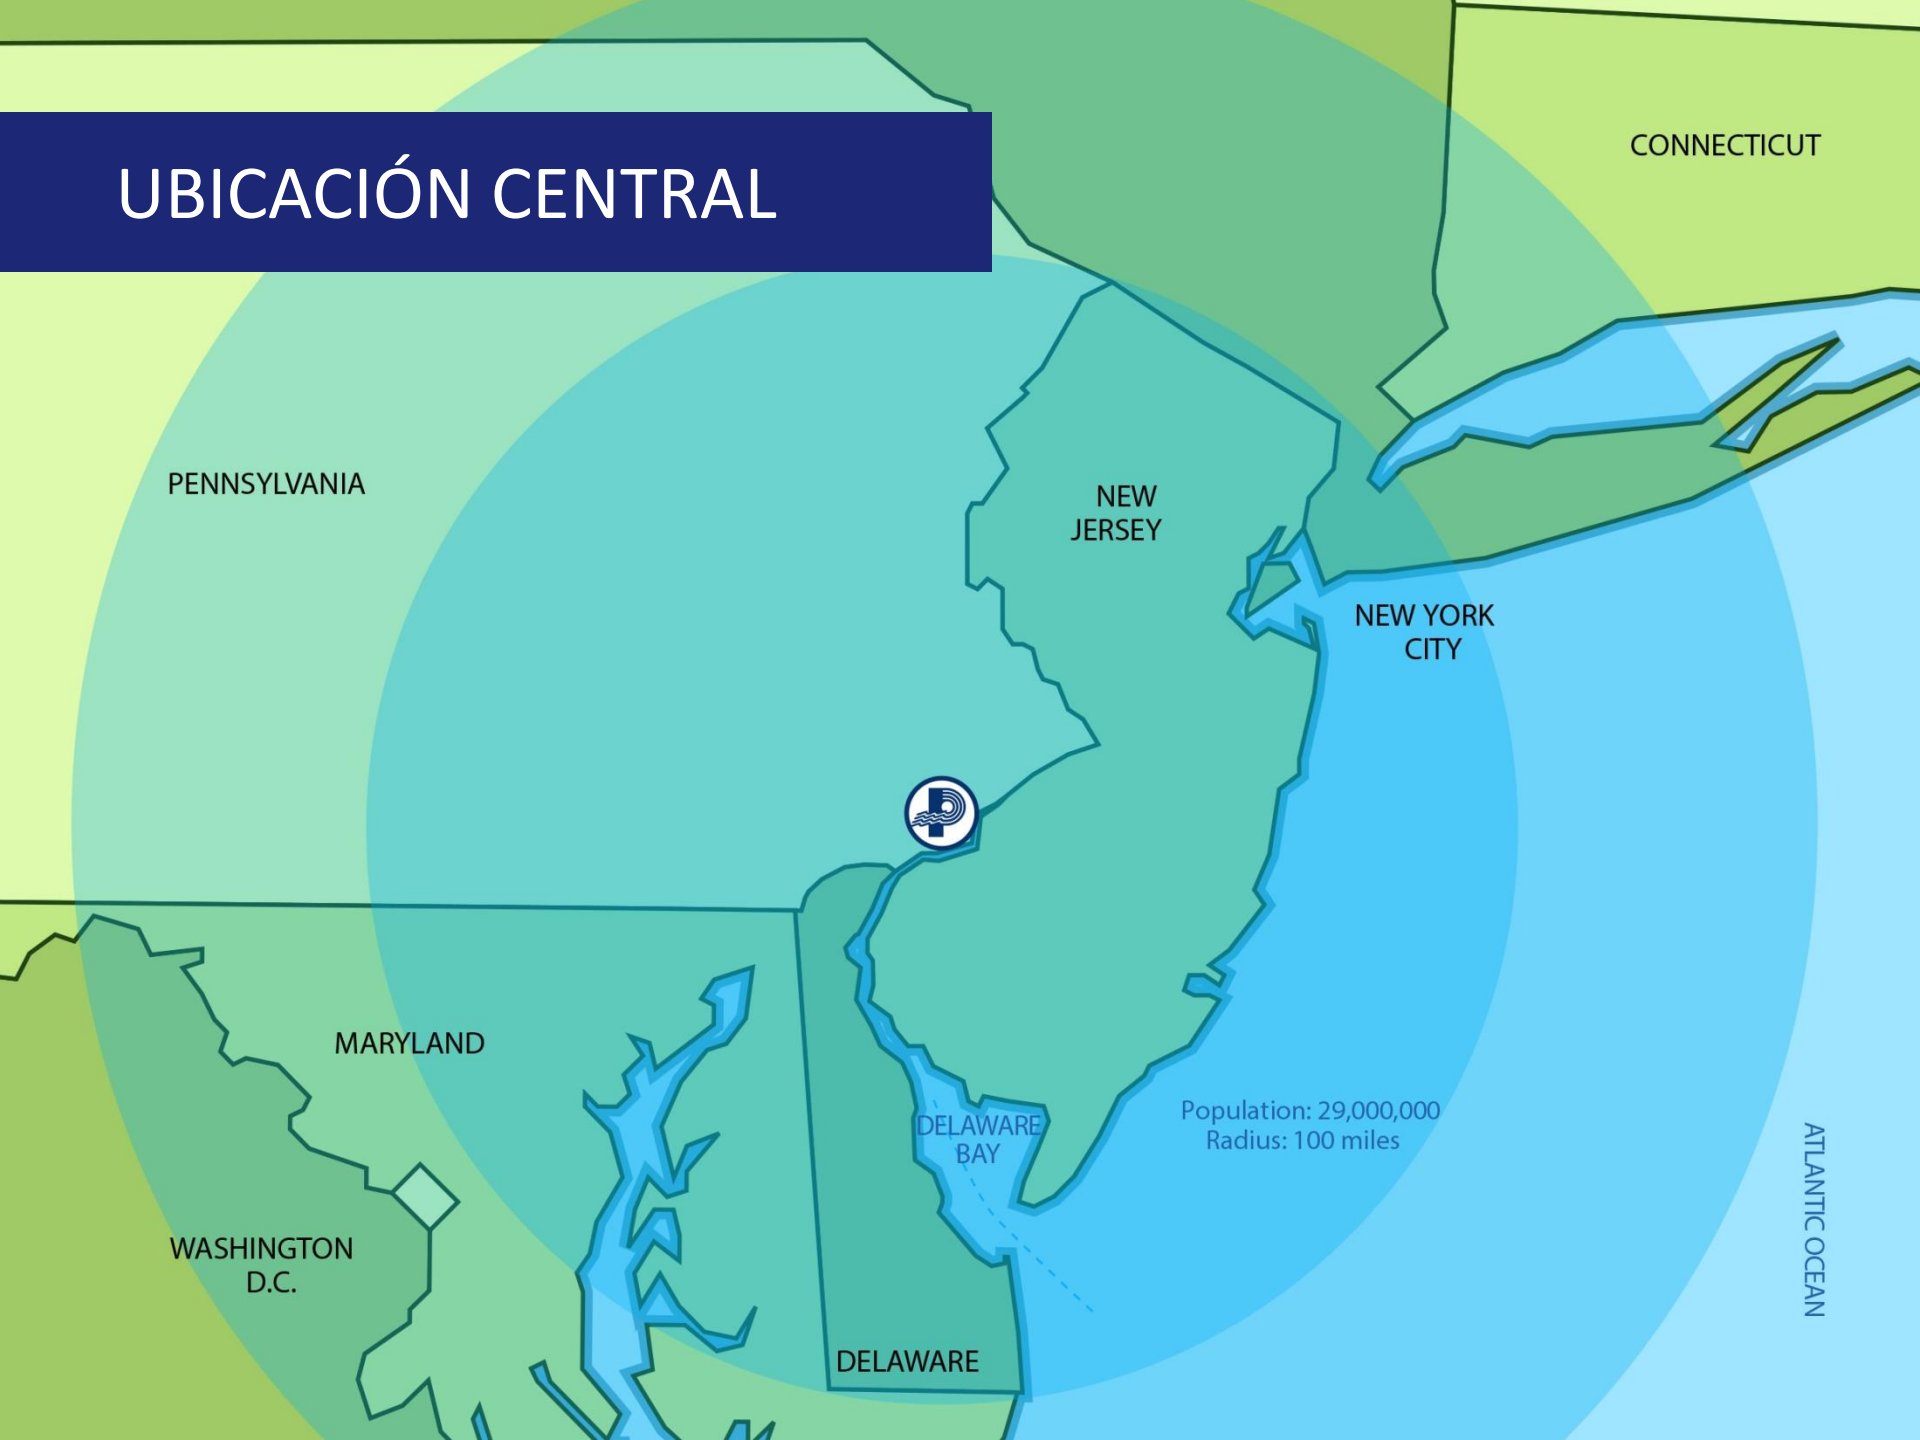 UBICACIÓN CENTRAL
CONNECTICUT
PENNSYLVANIA
NEW
JERSEY
NEW YORK
CITY
MARYLAND
Population: 29,000,000
Radius: 100 miles
DELAWARE
BAY
ATLANTIC OCEAN
WASHINGTON
D.C.
DELAWARE